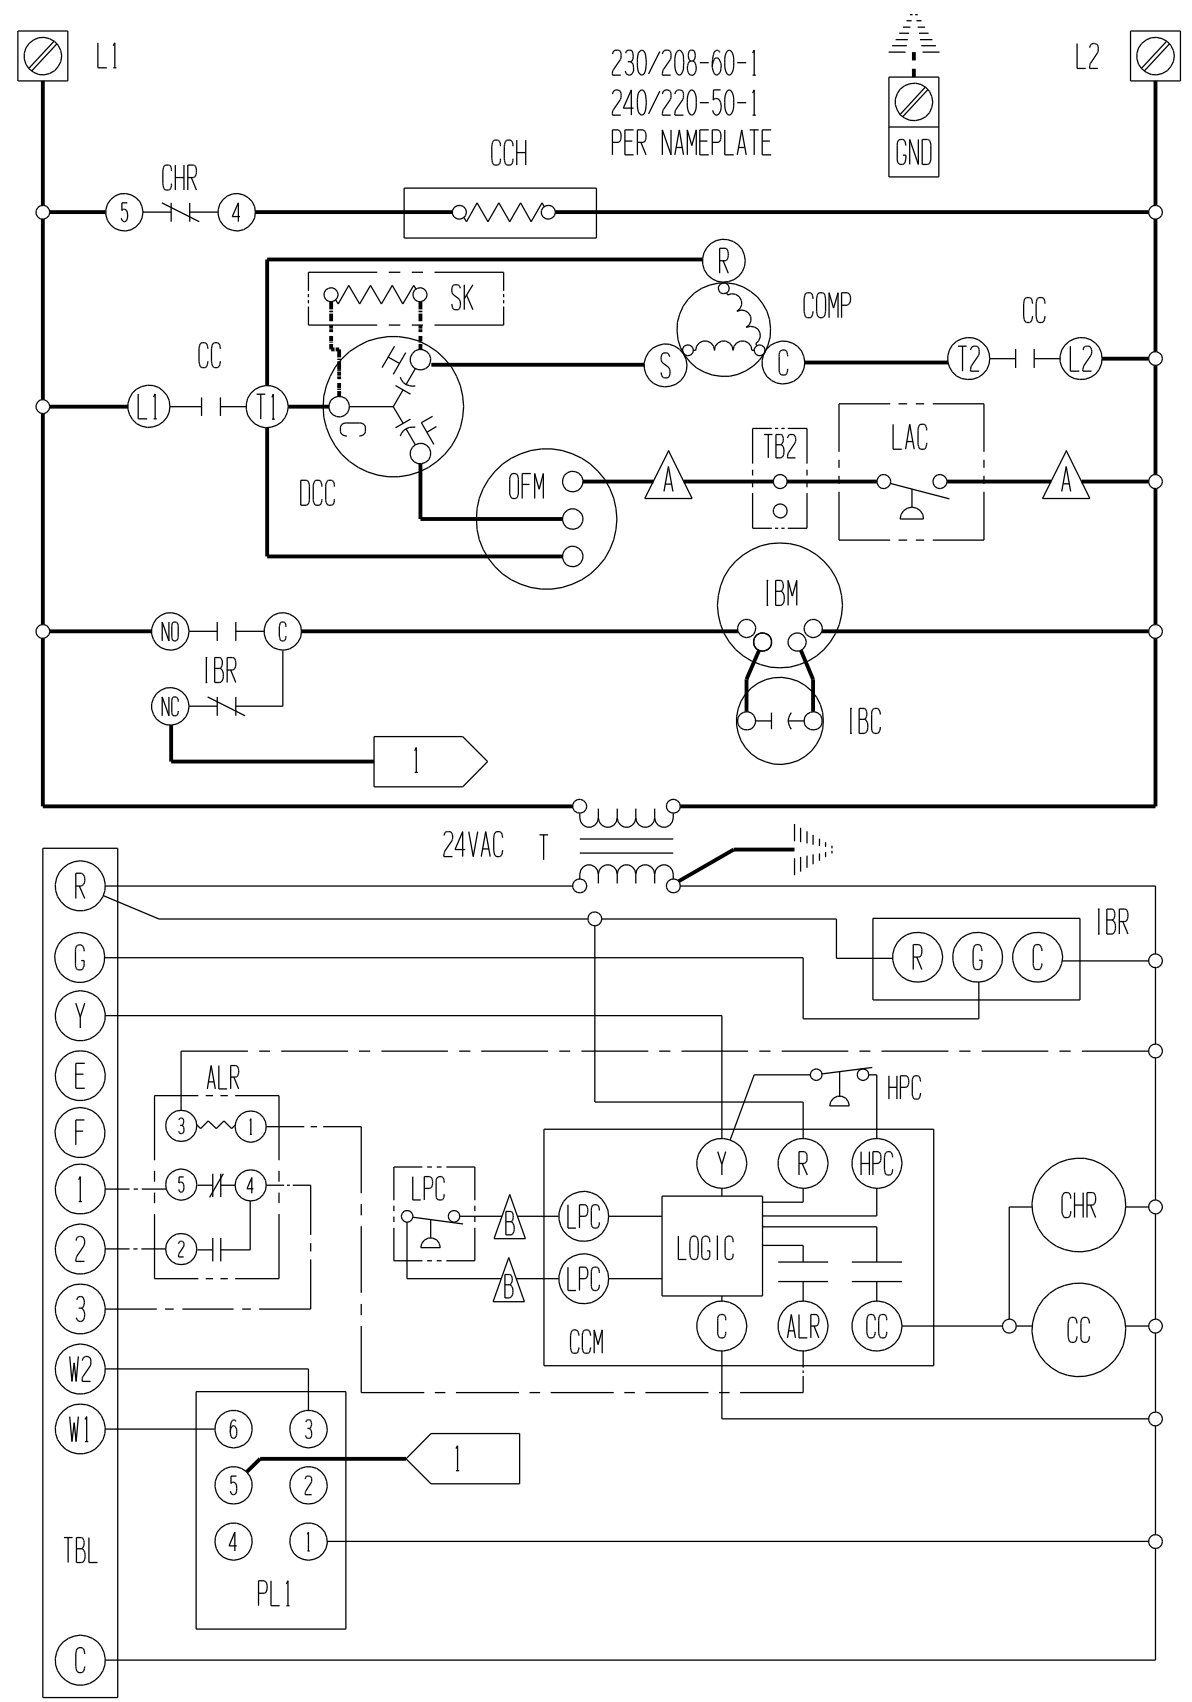 L1
230/208-60-1
240/220-50-1
PER NAMEPLATE
GND
L2
CHR
5
4
CCH
R
SK
COMP
CC
H
S
C
T2
L2
CC
L1
T1
C
F
DCC
OFM
A
TB2
LAC
A
IBM
NO
C
IBR
NC
IBC
1
24VAC
T
R
IBR
G
R
G
C
Y
E
ALR
HPC
F
3
1
Y
R
HPC
1
5
4
LPC
B
LPC
CHR
2
2
LOGIC
B
LPC
3
C
ALR
CC
CC
CCM
W2
W1
6
3
1
5
2
4
1
TBL
PL1
C